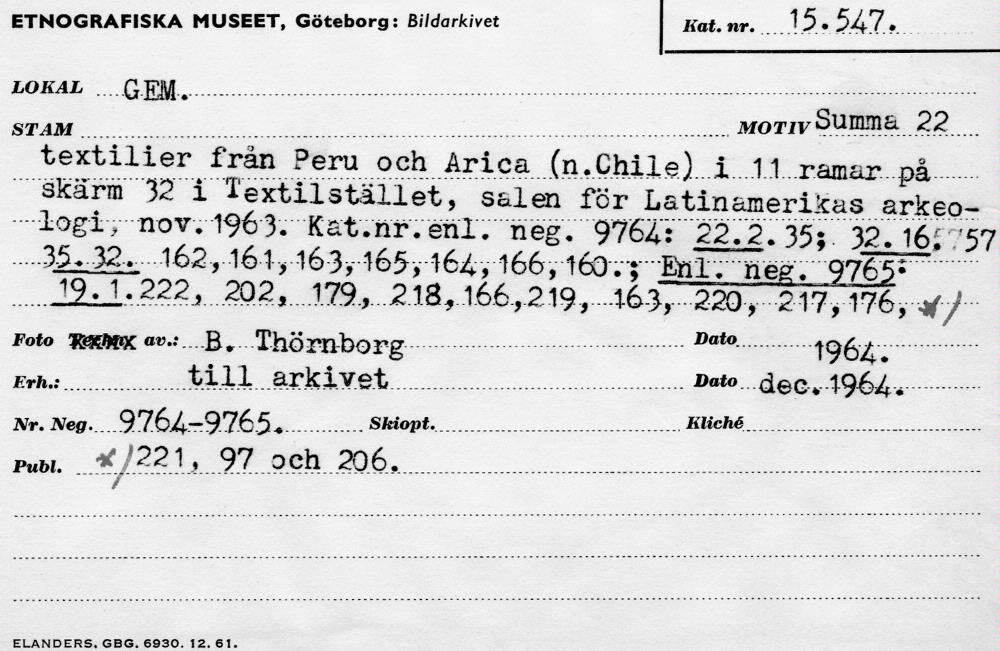 ETNOGRAFISKA MUSEET, Göteborg: Bildarkivet
Kat. nr. 15.547.
LOKAL GEM.
STAM MOTIV Summa 22
textilier från Peru och Arica (n.Chile) i 11 ramar på
skärm 32 i Textilstället, salen för Latinamerikas arkeo-
logi, nov. 1963. Kat.nr.enl. neg. 9764: 22.2.35; 32.16. 57
35.32. 162,161,163,165,164,166,160.; Enl. neg. 9765:
19.1.222, 202, 179, 218,166,219, 163, 220, 217,176, *)
Foto av.: B. Thörnborg Dato 1964.
Erh.: till arkivet Dato dec. 1964.
Nr. Neg. 9764-9765. Skiopt. Kliché
Publ. *) 221, 97 och 206.
ELANDERS, GBG. 6930. 12. 61.